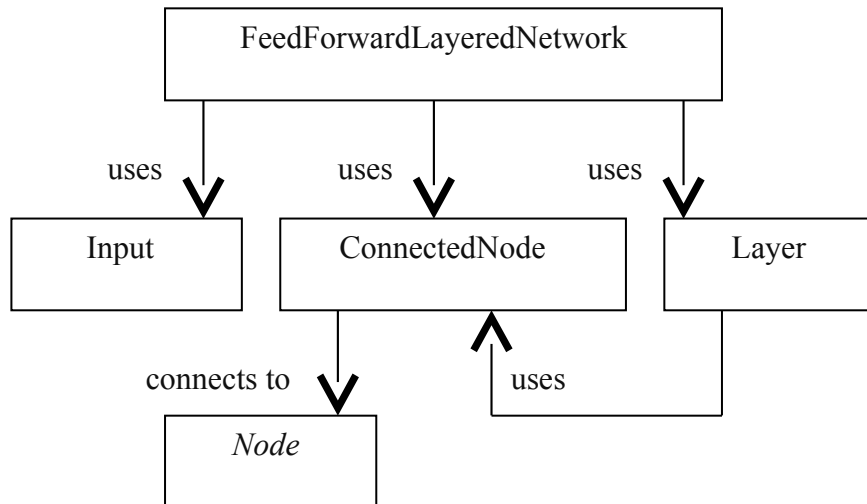 FeedForwardLayeredNetwork
uses
uses
uses
Input
ConnectedNode
Layer
connects to
uses
Node